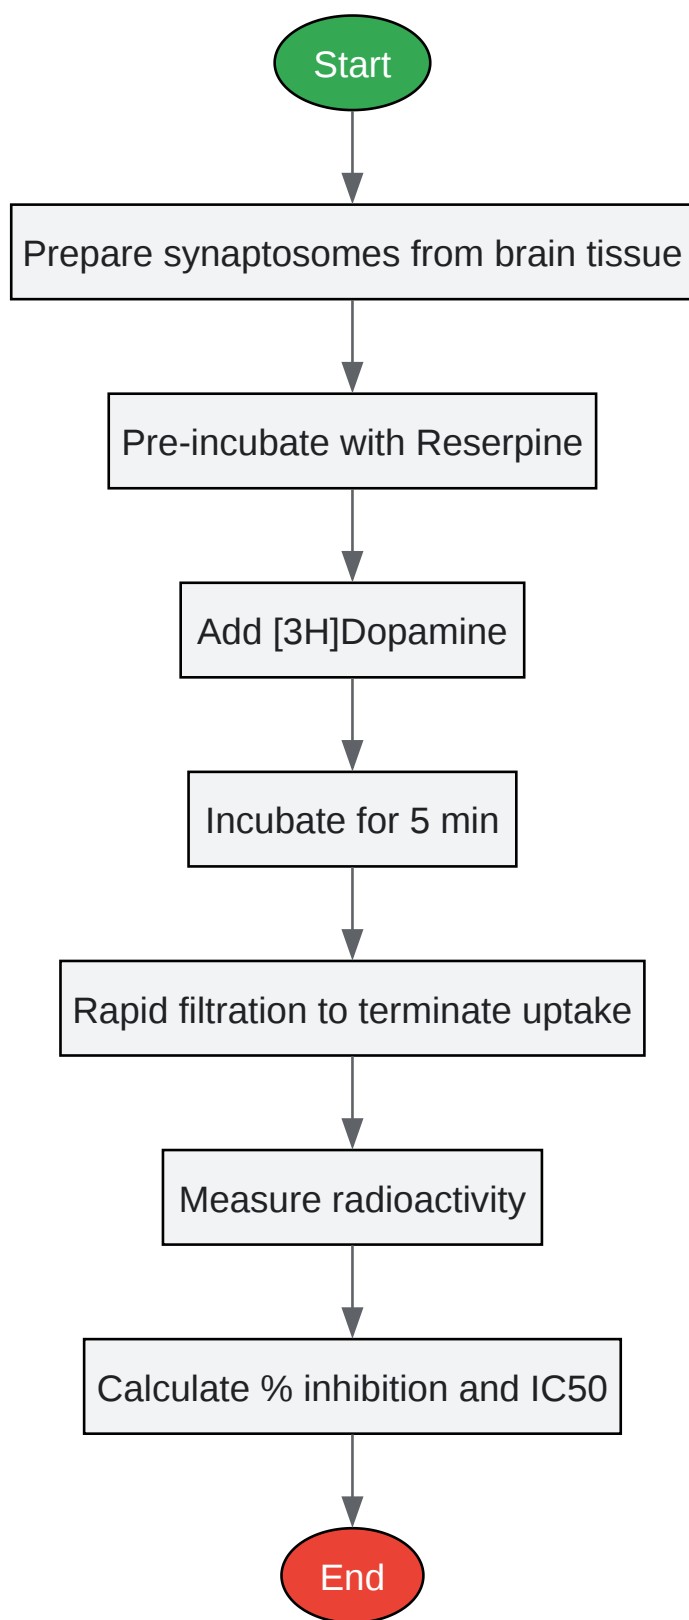 Start
Prepare synaptosomes from brain tissue
Pre-incubate with Reserpine
Add [3H]Dopamine
Incubate for 5 min
Rapid filtration to terminate uptake
Measure radioactivity
Calculate % inhibition and IC50
End